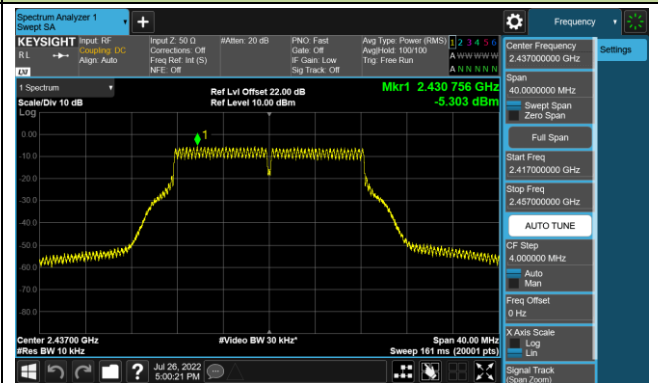 Spectrum Analyzer 1
Swept SA
Frequency
KEYSIGHT
RL
LXI
Input: RF
Coupling: DC
Align: Auto
Input Z: 50 Ω
Corrections: Off
Freq Ref: Int (S)
NFE: Off
#Atten: 20 dB
PNO: Fast
Gate: Off
IF Gain: Low
Sig Track: Off
Avg Type: Power (RMS)
Avg|Hold: 100/100
Trig: Free Run
1 2 3 4 5 6
A W W W W W
A N N N N N
1 Spectrum
Scale/Div 10 dB
Log
Ref Lvl Offset 22.00 dB
Ref Level 10.00 dBm
Mkr1 2.430 756 GHz
-5.303 dBm
1
0.00
-10.0
-20.0
-30.0
-40.0
-50.0
-60.0
-70.0
-80.0
Center 2.43700 GHz
#Res BW 10 kHz
#Video BW 30 kHz*
Span 40.00 MHz
Sweep 161 ms (20001 pts)
Jul 26, 2022
5:00:21 PM
Center Frequency
2.437000000 GHz
Settings
Span
40.0000000 MHz
Swept Span
Zero Span
Full Span
Start Freq
2.417000000 GHz
Stop Freq
2.457000000 GHz
AUTO TUNE
CF Step
4.000000 MHz
Auto
Man
Freq Offset
0 Hz
X Axis Scale
Log
Lin
Signal Track
(Span Zoom)